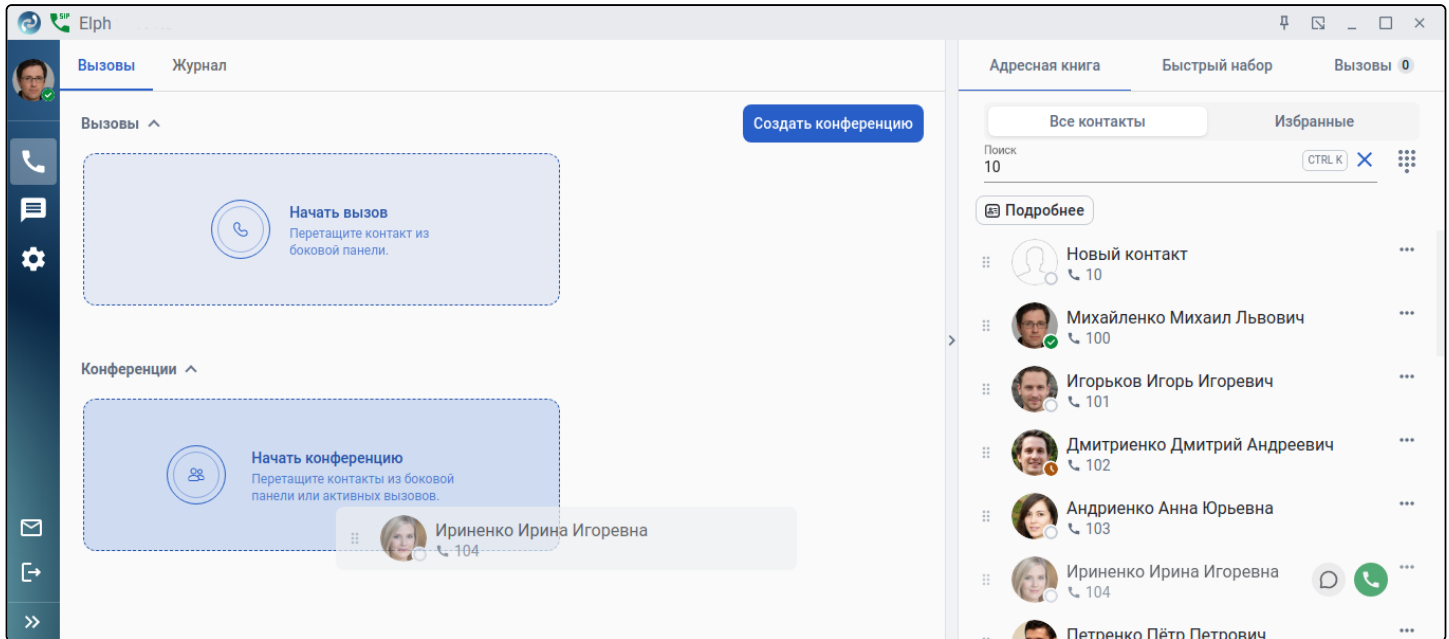 SIP Elph
Вызовы Журнал
Вызовы
Создать конференцию
Начать вызов
Перетащите контакт из
боковой панели.
Конференции
Начать конференцию
Перетащите контакты из боковой
панели или активных вызовов.
Ириненко Ирина Игоревна
104
Адресная книга Быстрый набор Вызовы 0
Все контакты Избранные
Поиск
10 CTRL K
Подробнее
Новый контакт
10
Михайленко Михаил Львович
100
Игорьков Игорь Игоревич
101
Дмитриенко Дмитрий Андреевич
102
Андриенко Анна Юрьевна
103
Ириненко Ирина Игоревна
104
Петренко Пётр Петрович